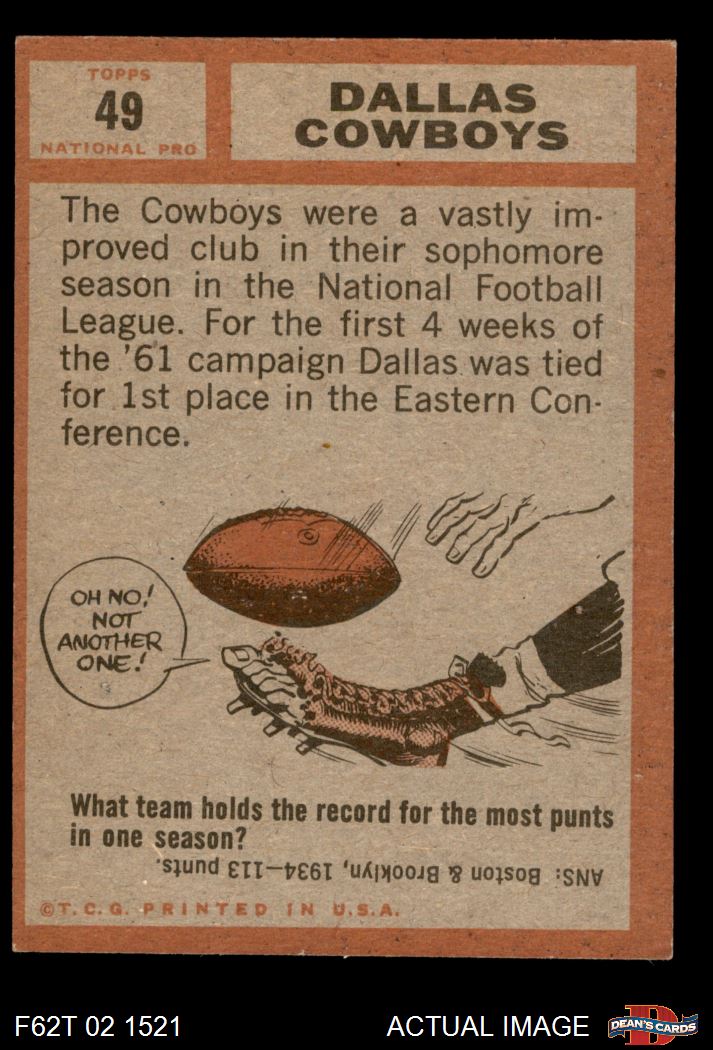 TOPPS
49
NATIONAL PRO
DALLAS
COWBOYS
The Cowboys were a vastly im-
proved club in their sophomore
season in the National Football
League. For the first 4 weeks of
the '61 campaign Dallas was tied
for 1st place in the Eastern Con-
ference.
OH NO!
NOT
ANOTHER
ONE!
What team holds the record for the most punts
in one season?
ANS: Boston & Brooklyn, 1934—113 punts.
©T.C.G. PRINTED IN U.S.A.
F62T 02 1521
ACTUAL IMAGE
D
DEAN'S CARDS